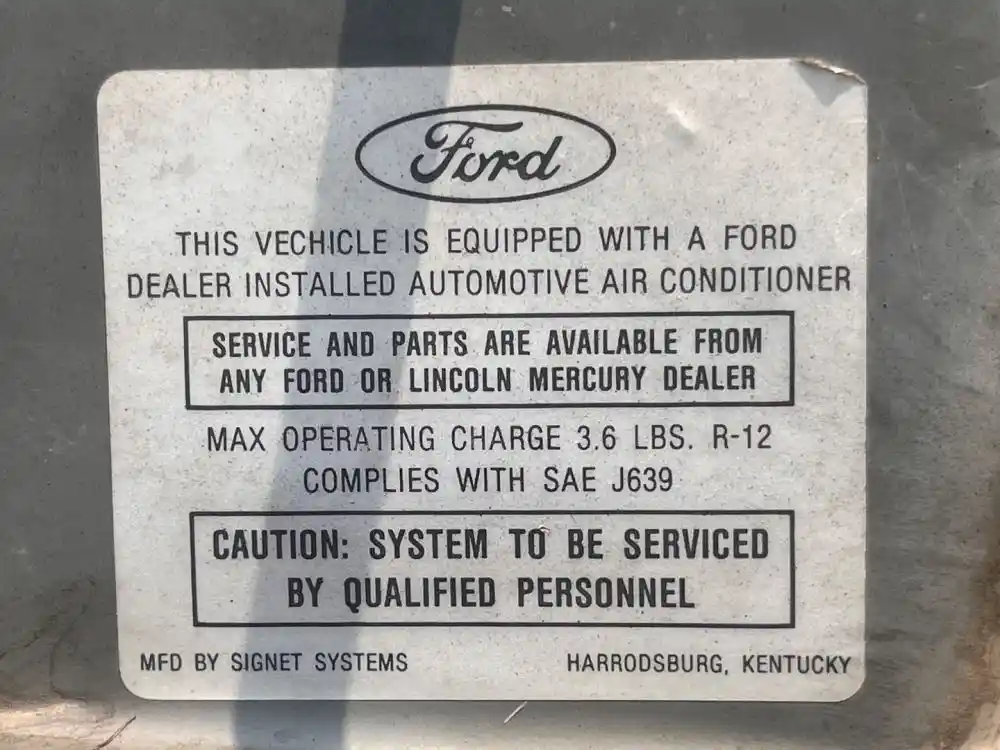 Ford
THIS VECHICLE IS EQUIPPED WITH A FORD
DEALER INSTALLED AUTOMOTIVE AIR CONDITIONER
SERVICE AND PARTS ARE AVAILABLE FROM
ANY FORD OR LINCOLN MERCURY DEALER
MAX OPERATING CHARGE 3.6 LBS. R-12
COMPLIES WITH SAE J639
CAUTION: SYSTEM TO BE SERVICED
BY QUALIFIED PERSONNEL
MFD BY SIGNET SYSTEMS HARRODSBURG, KENTUCKY